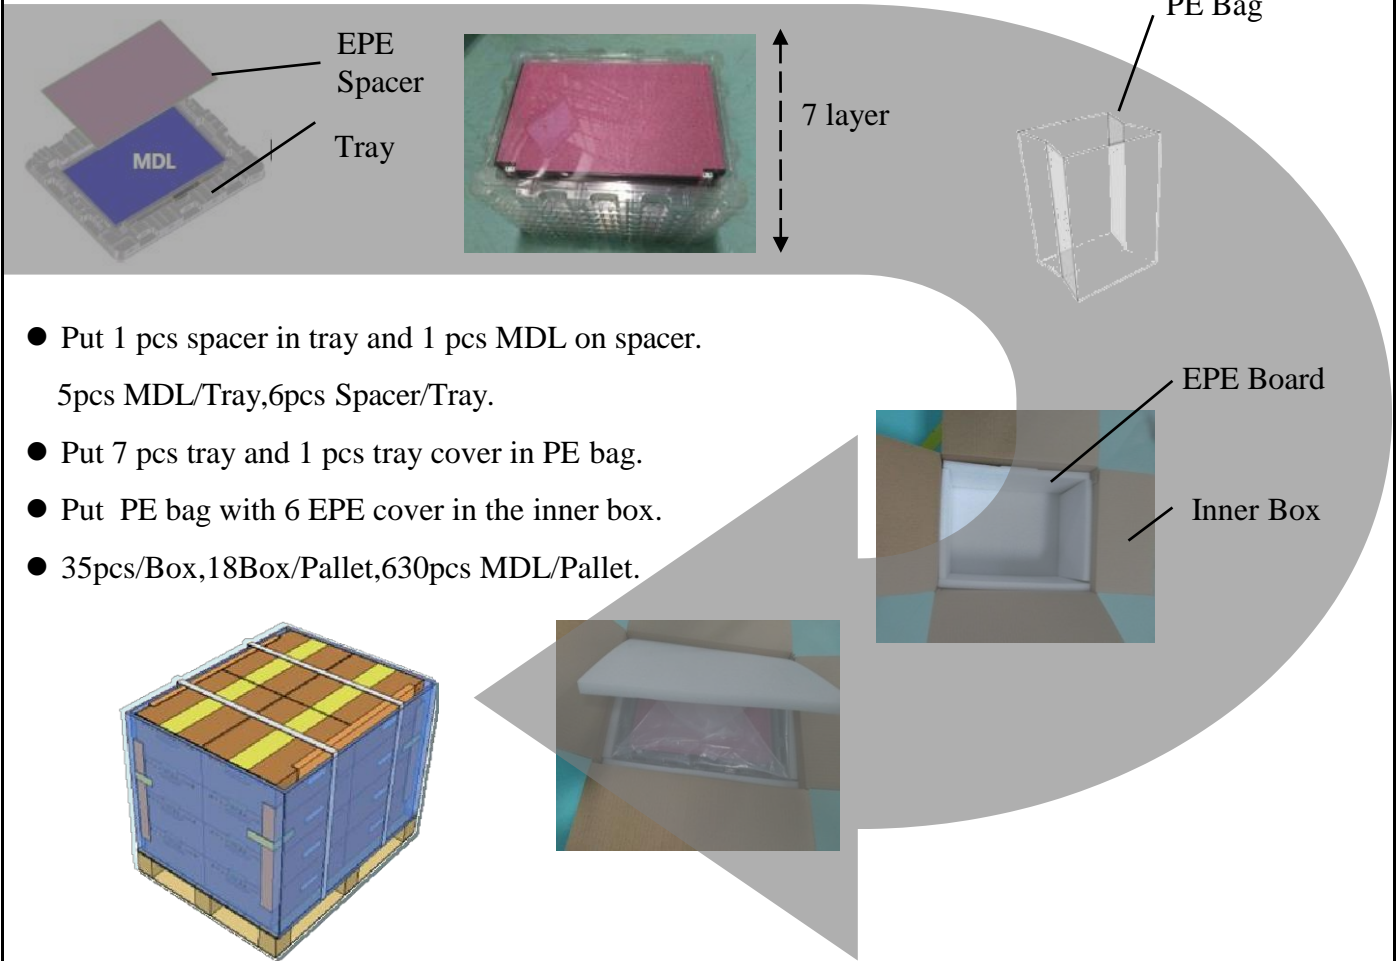 PE Bag
EPE
Spacer
Tray
MDL
7 layer
● Put 1 pcs spacer in tray and 1 pcs MDL on spacer.
5pcs MDL/Tray,6pcs Spacer/Tray.
● Put 7 pcs tray and 1 pcs tray cover in PE bag.
● Put PE bag with 6 EPE cover in the inner box.
● 35pcs/Box,18Box/Pallet,630pcs MDL/Pallet.
EPE Board
Inner Box